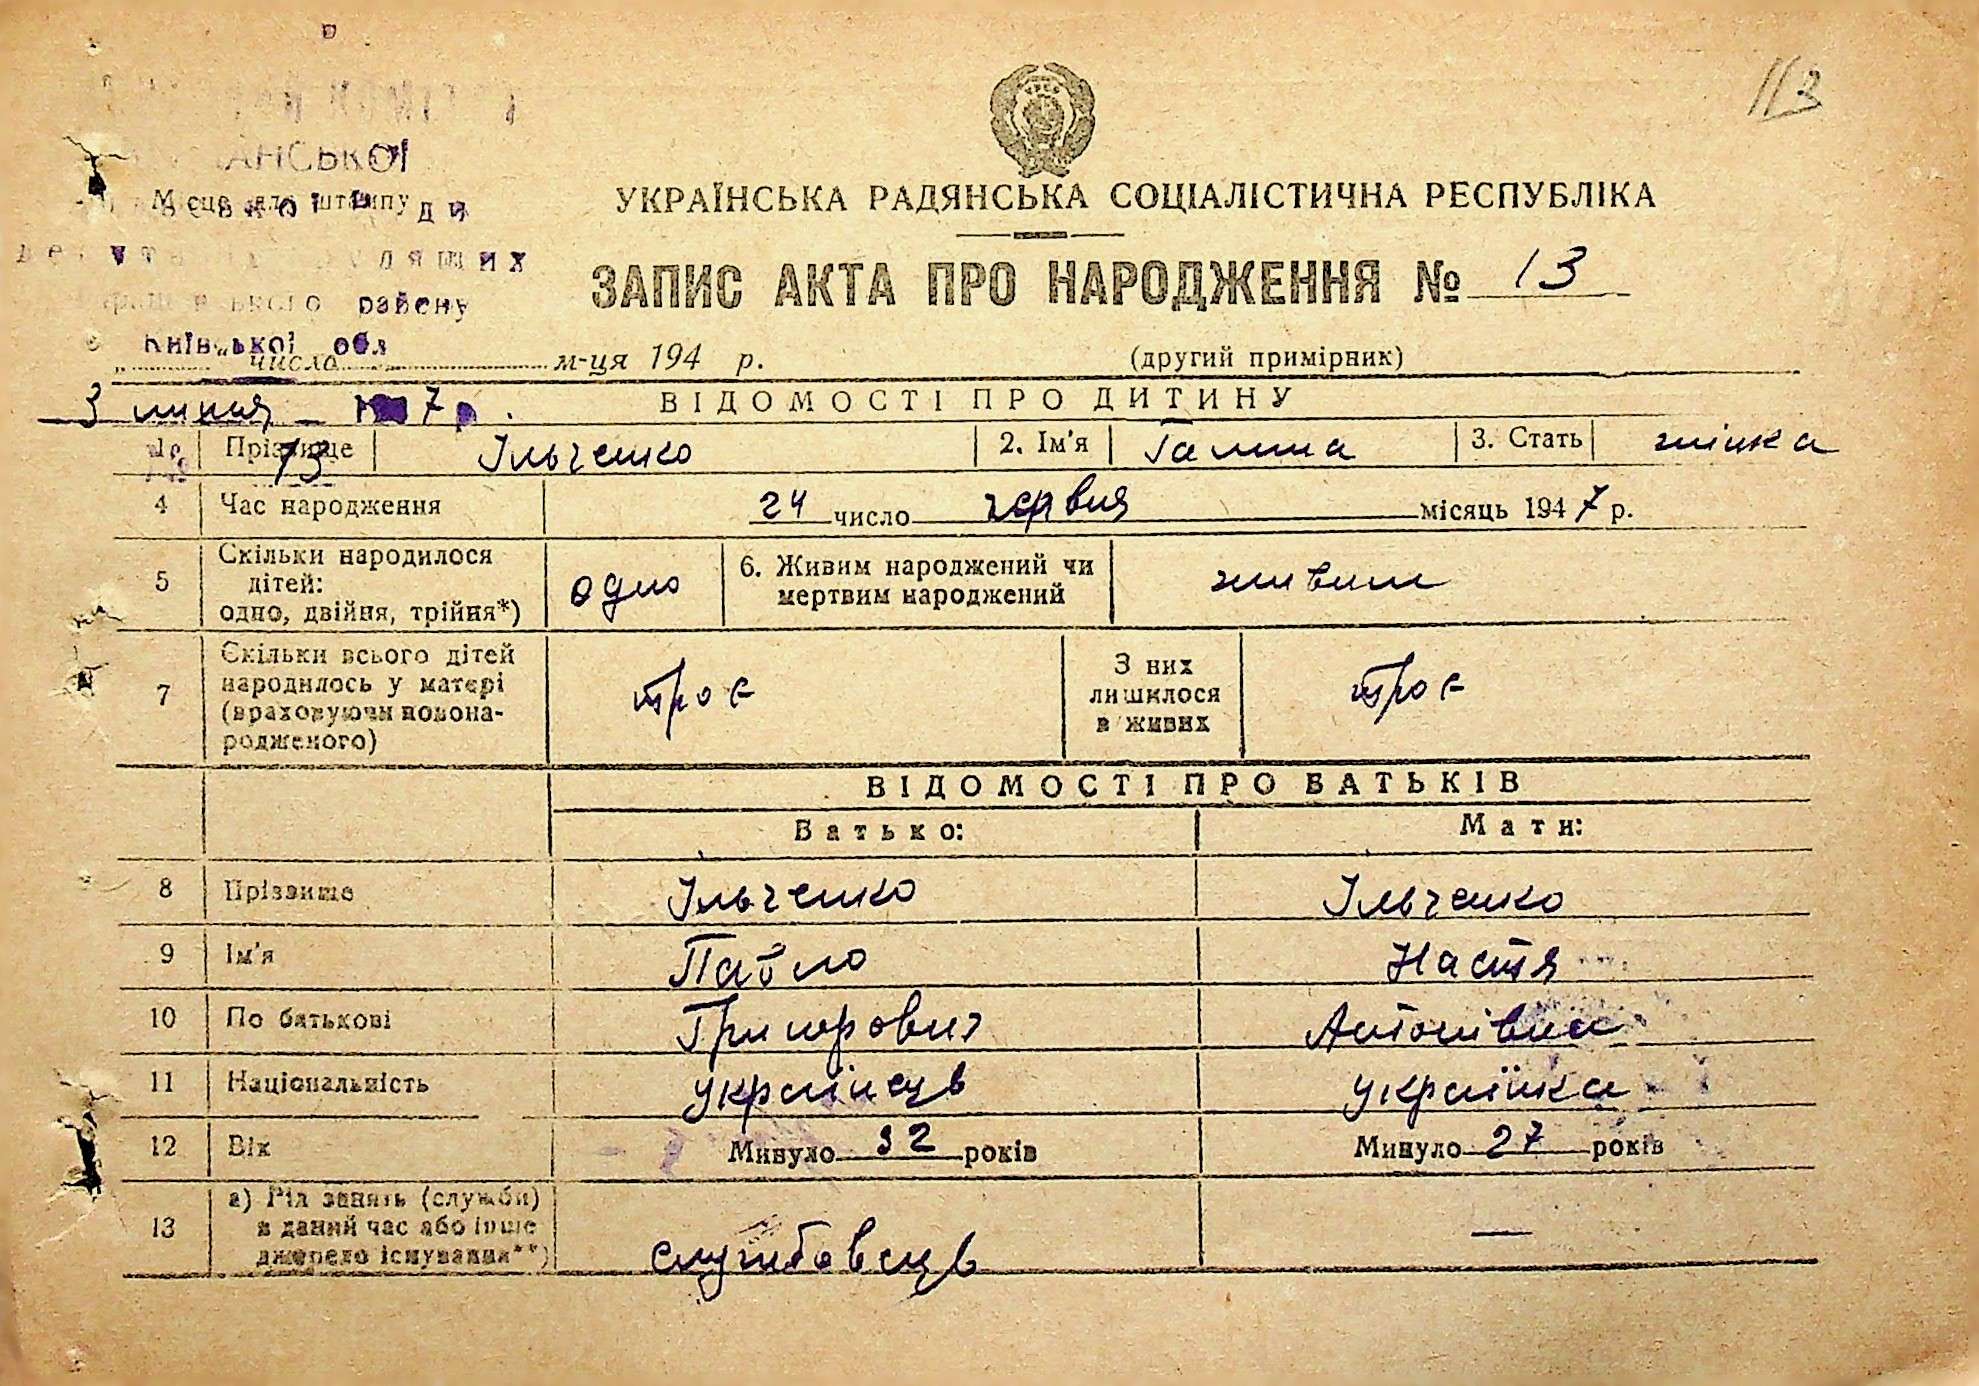 113
АНСЬКОЇ
Місце для штампу
УКРАЇНСЬКА РАДЯНСЬКА СОЦІАЛІСТИЧНА РЕСПУБЛІКА
ЗАПИС АКТА ПРО НАРОДЖЕННЯ № 13
району
Київської обл
число м-ця 194 р. (другий примірник)
3 липня 7 р.
ВІДОМОСТІ ПРО ДИТИНУ
№ 13 Прізвище Ільченко 2. Ім'я Галина 3. Стать жінка
4 Час народження 24 число червня місяць 1947 р.
5 Скільки народилося дітей: одно, двійня, трійня*) одно 6. Живим народжений чи мертвим народжений живим
7 Скільки всього дітей народилось у матері (враховуючи новонародженого) троє З них лишилося в живих троє
ВІДОМОСТІ ПРО БАТЬКІВ
Батько: Мати:
8 Прізвище Ільченко Ільченко
9 Ім'я Павло Настя
10 По батькові Григорович Антонівна
11 Національність українець українка
12 Вік Минуло 32 років Минуло 27 років
13 а) Рід занять (служби) в даний час або інше джерело існування**) службовець —